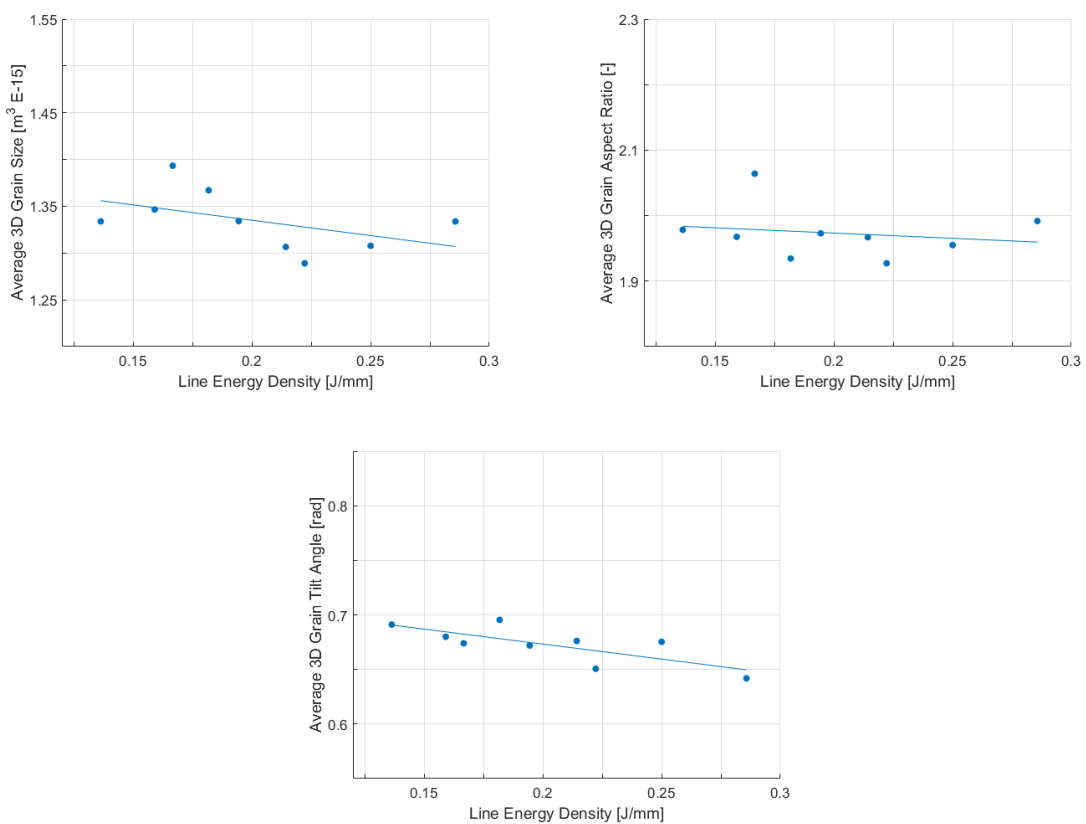 Average 3D Grain Size [m³ E-15]
1.55
1.45
1.35
1.25
0.15 0.2 0.25 0.3
Line Energy Density [J/mm]
Average 3D Grain Aspect Ratio [-]
2.3
2.1
1.9
0.15 0.2 0.25 0.3
Line Energy Density [J/mm]
Average 3D Grain Tilt Angle [rad]
0.8
0.7
0.6
0.15 0.2 0.25 0.3
Line Energy Density [J/mm]